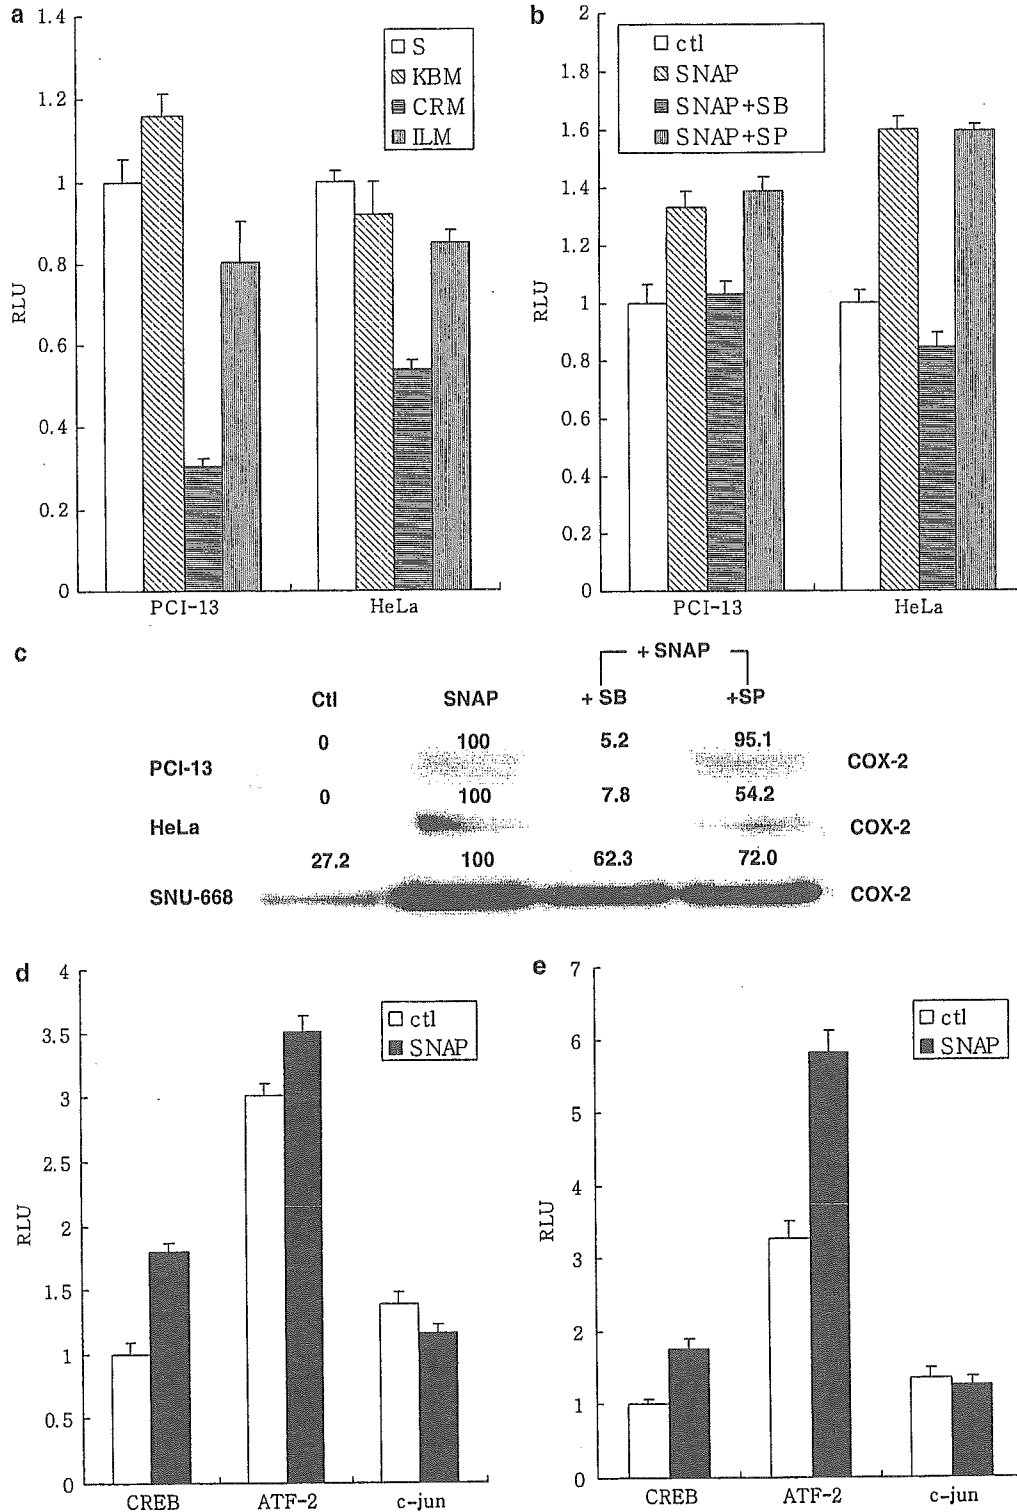 a
1.4
1.2
1
0.8
0.6
0.4
0.2
0
RLU
S
KBM
CRM
ILM
PCI-13
HeLa
b
2
1.8
1.6
1.4
1.2
1
0.8
0.6
0.4
0.2
0
RLU
ctl
SNAP
SNAP+SB
SNAP+SP
PCI-13
HeLa
c
+ SNAP
Ctl SNAP + SB +SP
0 100 5.2 95.1
PCI-13 COX-2
0 100 7.8 54.2
HeLa COX-2
27.2 100 62.3 72.0
SNU-668 COX-2
d
4
3.5
3
2.5
2
1.5
1
0.5
0
RLU
ctl
SNAP
CREB ATF-2 c-jun
e
7
6
5
4
3
2
1
0
RLU
ctl
SNAP
CREB ATF-2 c-jun